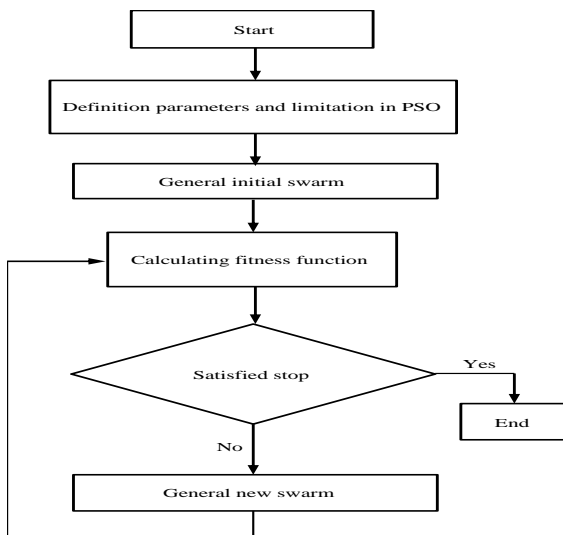 Start
Definition parameters and limitation in PSO
General initial swarm
Calculating fitness function
Satisfied stop
Yes
End
No
General new swarm